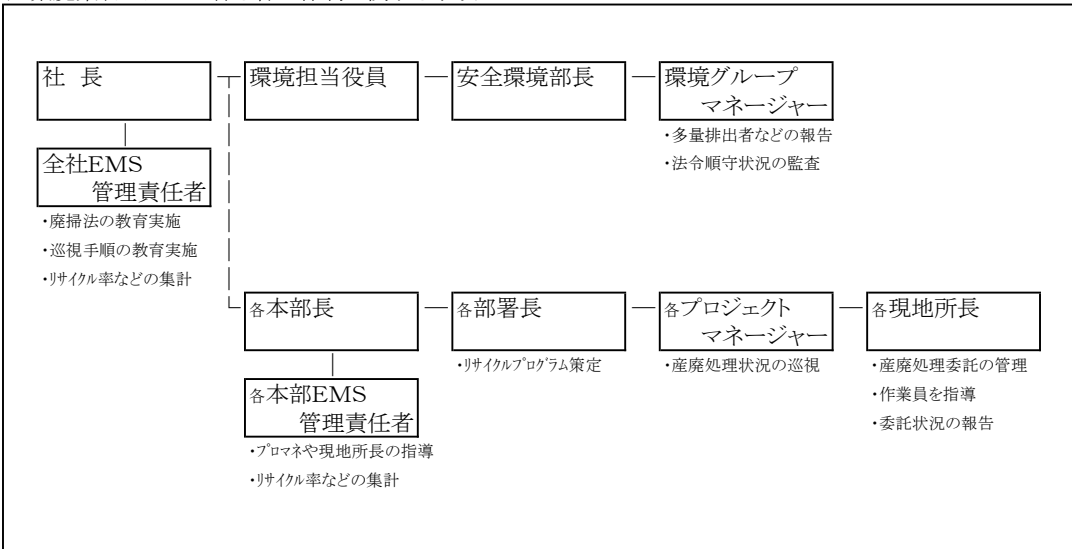 社 長
環境担当役員
安全環境部長
環境グループ
マネージャー
・多量排出者などの報告
・法令順守状況の監査
全社EMS
管理責任者
・廃掃法の教育実施
・巡視手順の教育実施
・ﾘｻｲｸﾙ率などの集計
各本部長
各部署長
各プロジェクト
マネージャー
各現地所長
・ﾘｻｲｸﾙﾌﾟﾛｸﾞﾗﾑ策定
・産廃処理状況の巡視
・産廃処理委託の管理
・作業員を指導
・委託状況の報告
各本部EMS
管理責任者
・ﾌﾟﾛﾏﾈや現地所長の指導
・ﾘｻｲｸﾙ率などの集計